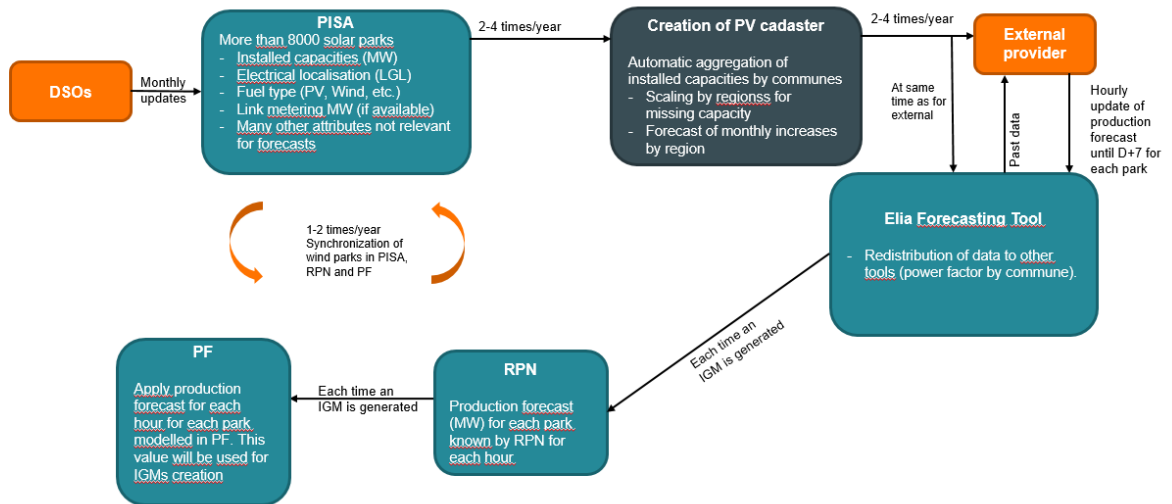 DSOs
Monthly
updates
PISA
More than 8000 solar parks
- Installed capacities (MW)
- Electrical localisation (LGL)
- Fuel type (PV, Wind, etc.)
- Link metering MW (if available)
- Many other attributes not relevant
for forecasts
2-4 times/year
Creation of PV cadaster
Automatic aggregation of
installed capacities by communes
- Scaling by regionss for
missing capacity
- Forecast of monthly increases
by region
2-4 times/year
External
provider
At same
time as for
external
Past data
Hourly
update of
production
forecast
until D+7 for
each park
Elia Forecasting Tool
- Redistribution of data to other
tools (power factor by commune).
1-2 times/year
Synchronization of
wind parks in PISA,
RPN and PF
Each time an
IGM is generated
RPN
Production forecast
(MW) for each park
known by RPN for
each hour
Each time an
IGM is generated
PF
Apply production
forecast for each
hour for each park
modelled in PF. This
value will be used for
IGMs creation